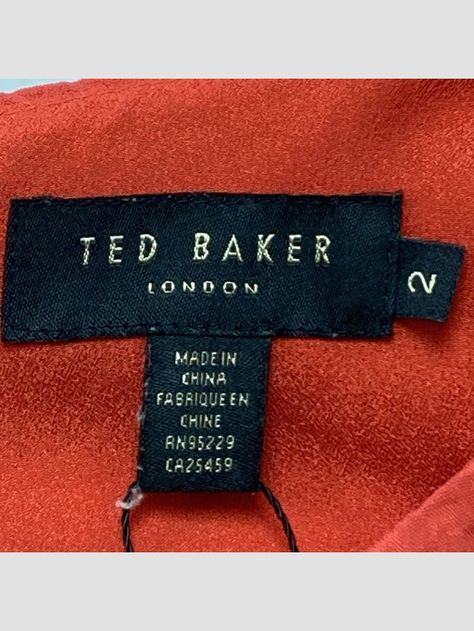 TED BAKER
LONDON
2
MADE IN
CHINA
FABRIQUE EN
CHINE
RN95229
CA25459